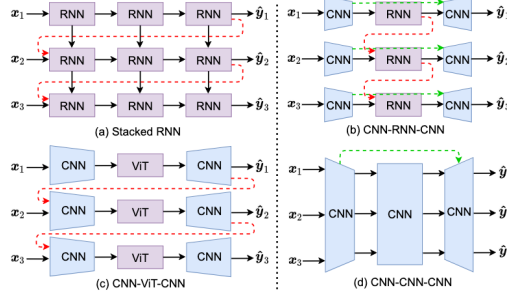 x1 RNN RNN RNN ŷ1
x2 RNN RNN RNN ŷ2
x3 RNN RNN RNN ŷ3
(a) Stacked RNN
x1 CNN RNN CNN
x2 CNN RNN CNN
x3 CNN RNN CNN
(b) CNN-RNN-CNN
x1 CNN ViT CNN ŷ1
x2 CNN ViT CNN ŷ2
x3 CNN ViT CNN ŷ3
(c) CNN-ViT-CNN
x1 ŷ
x2 CNN CNN CNN ŷ
x3 ŷ
(d) CNN-CNN-CNN